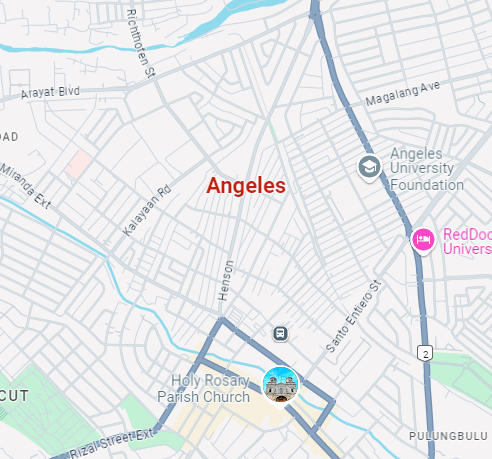 Richthofen St
Arayat Blvd
Magalang Ave
OAD
Angeles
University
Foundation
Miranda Ext
Angeles
Kalayaan Rd
RedDoo
Univers
Henson
Santo Entiero St
2
Holy Rosary
Parish Church
CUT
Rizal Street Ext
PULUNGBULU